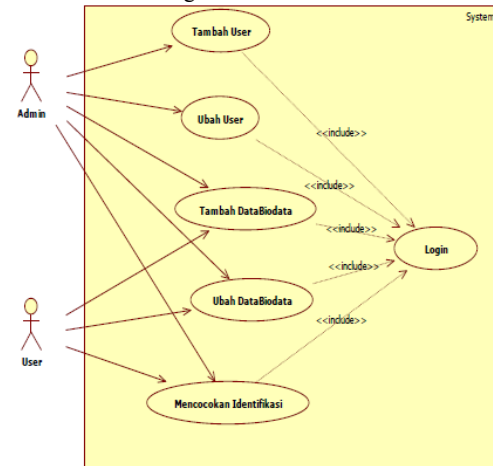 System
Tambah User
Admin
Ubah User
<<include>>
<<include>>
Tambah DataBiodata
<<include>>
Login
<<include>>
Ubah DataBiodata
<<include>>
User
Mencocokan Identifikasi